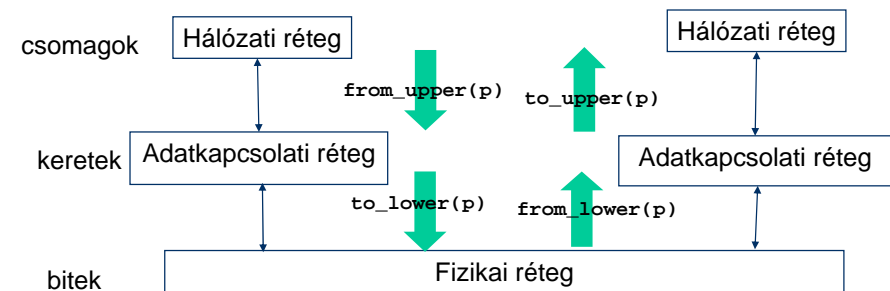 csomagok
Hálózati réteg
Hálózati réteg
from_upper(p)
to_upper(p)
keretek
Adatkapcsolati réteg
Adatkapcsolati réteg
to_lower(p)
from_lower(p)
bitek
Fizikai réteg